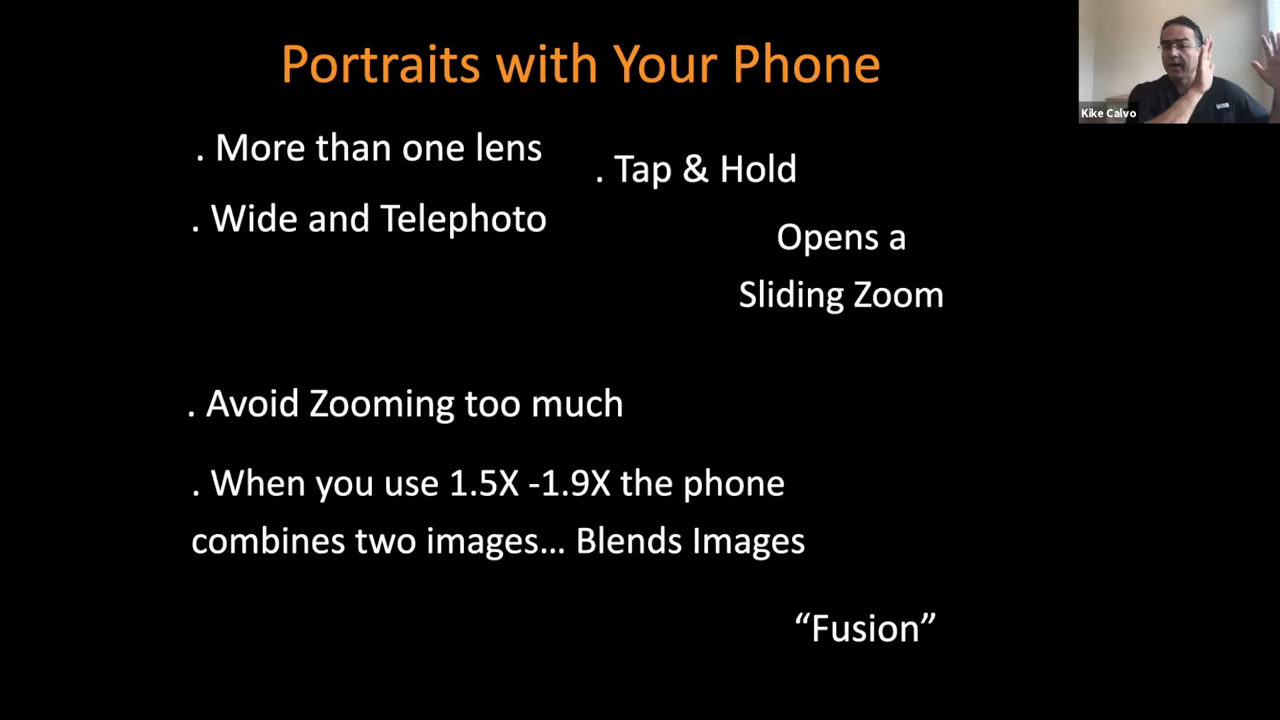 Portraits with Your Phone
Kike Calvo
. More than one lens
. Tap & Hold
. Wide and Telephoto
Opens a
Sliding Zoom
. Avoid Zooming too much
. When you use 1.5X -1.9X the phone
combines two images… Blends Images
“Fusion”